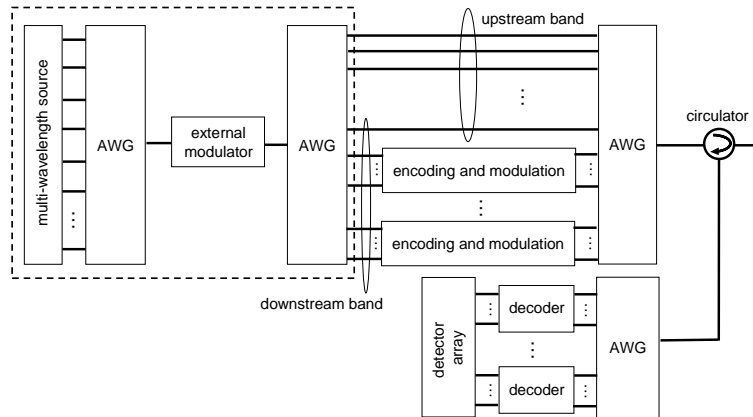 multi-wavelength source
AWG
external
modulator
AWG
upstream band
...
encoding and modulation
...
encoding and modulation
downstream band
AWG
circulator
detector
array
decoder
...
decoder
AWG